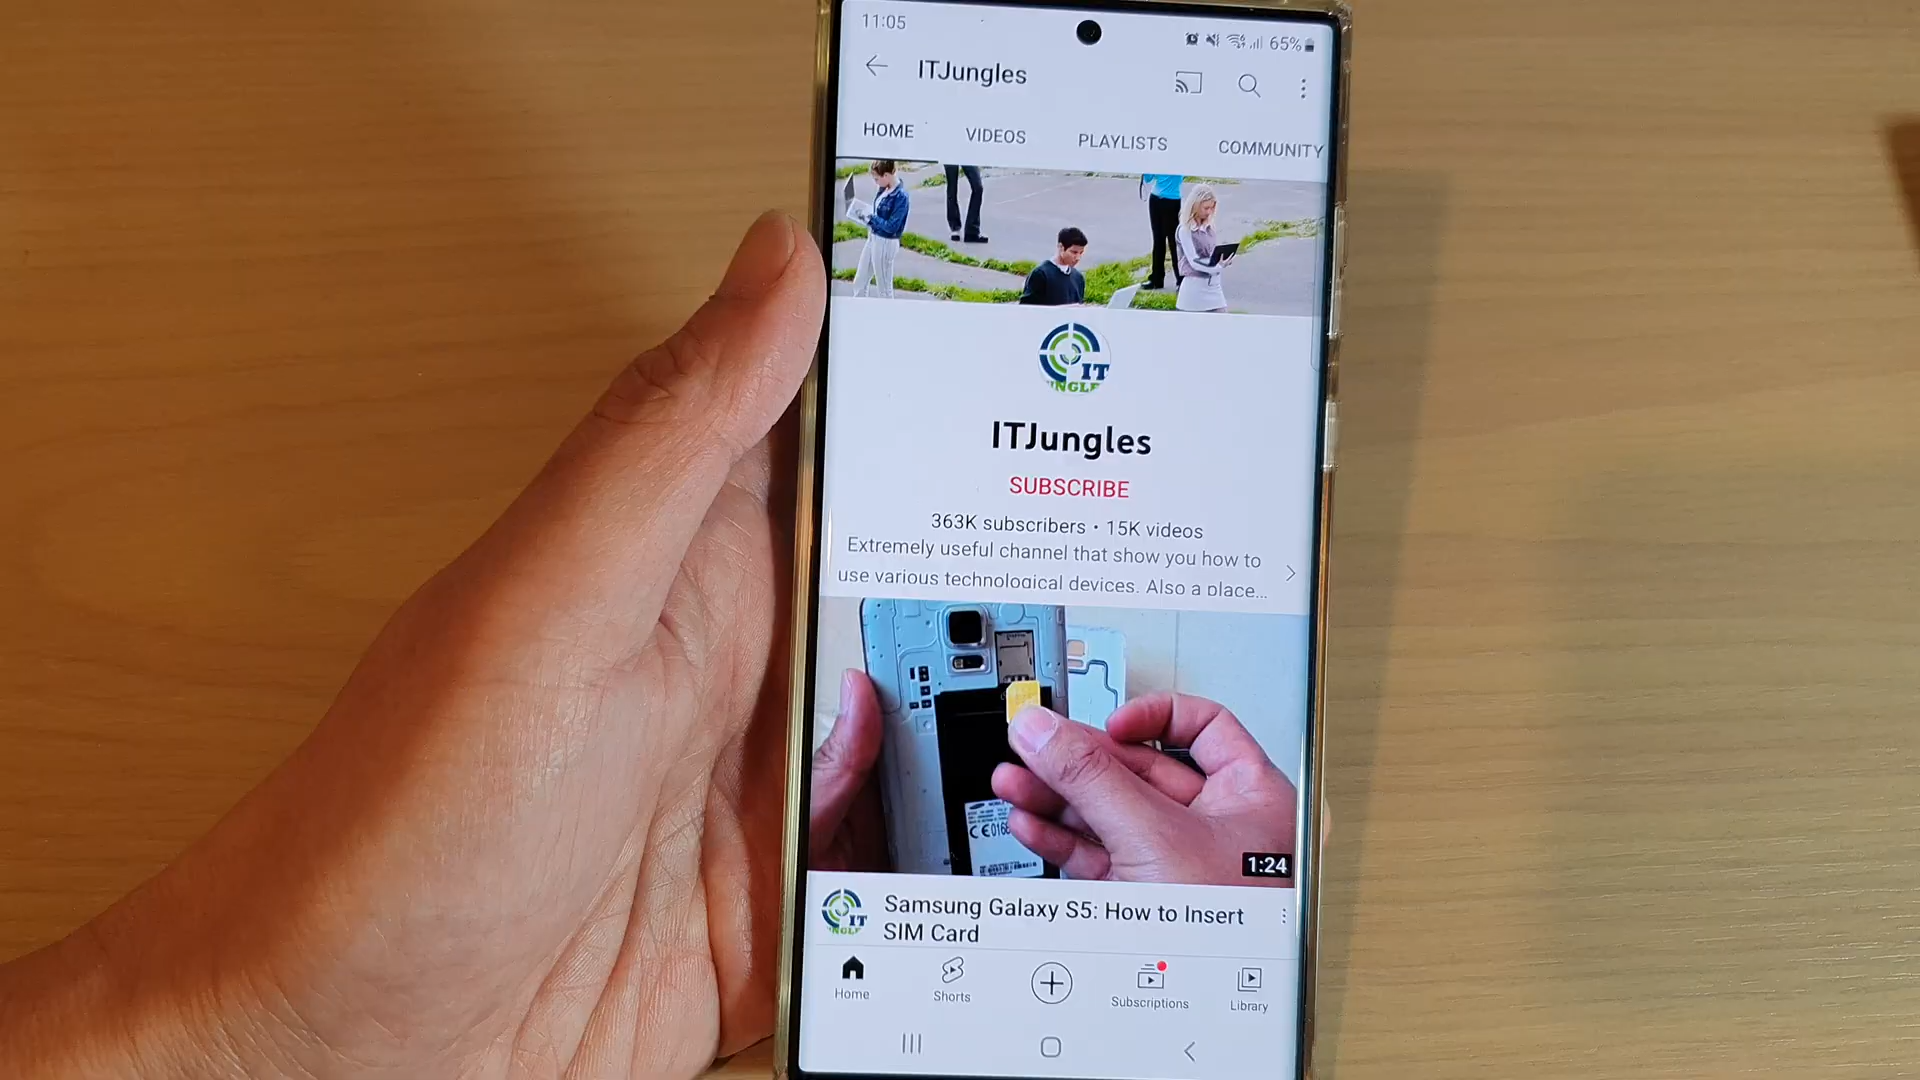 11:05
65%
ITJungles
HOME VIDEOS PLAYLISTS COMMUNITY
IT
ITJungles
SUBSCRIBE
363K subscribers • 15K videos
Extremely useful channel that show you how to
use various technological devices. Also a place...
CE0168
1:24
IT
Samsung Galaxy S5: How to Insert
SIM Card
Home Shorts Subscriptions Library